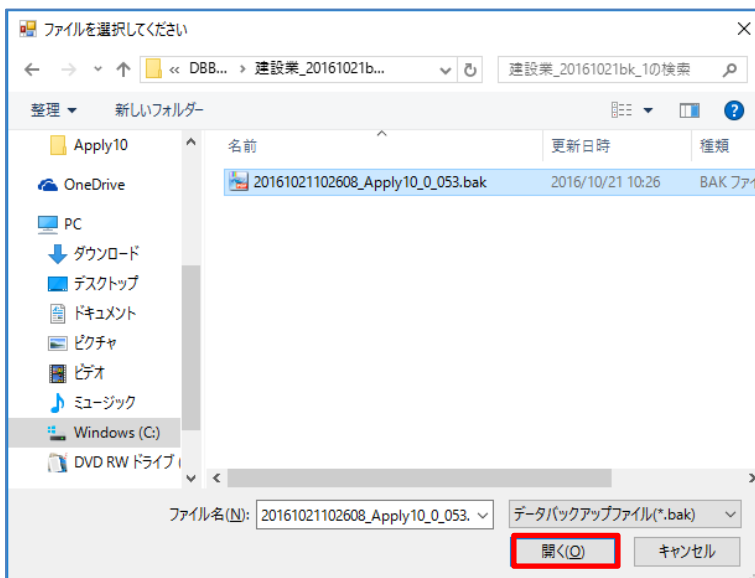 ファイルを選択してください
« DBB... › 建設業_20161021b...
建設業_20161021bk_1の検索
整理 新しいフォルダー
Apply10
OneDrive
PC
ダウンロード
デスクトップ
ドキュメント
ピクチャ
ビデオ
ミュージック
Windows (C:)
DVD RW ドライブ (
名前 更新日時 種類
20161021102608_Apply10_0_053.bak 2016/10/21 10:26 BAK ファイ
ファイル名(N): 20161021102608_Apply10_0_053. データバックアップファイル(*.bak)
開く(O) キャンセル